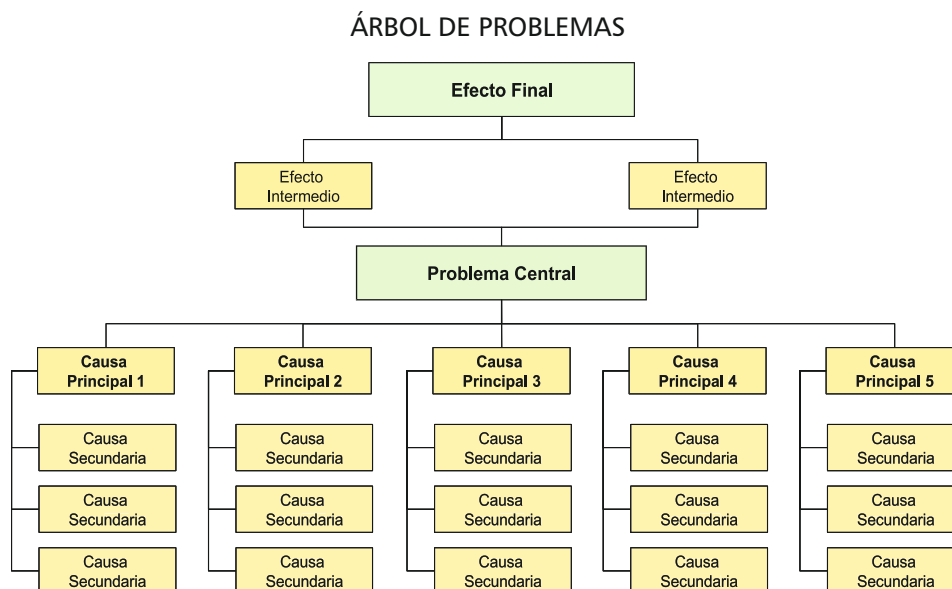 ÁRBOL DE PROBLEMAS
Efecto Final
Efecto
Intermedio
Efecto
Intermedio
Problema Central
Causa
Principal 1
Causa
Principal 2
Causa
Principal 3
Causa
Principal 4
Causa
Principal 5
Causa
Secundaria
Causa
Secundaria
Causa
Secundaria
Causa
Secundaria
Causa
Secundaria
Causa
Secundaria
Causa
Secundaria
Causa
Secundaria
Causa
Secundaria
Causa
Secundaria
Causa
Secundaria
Causa
Secundaria
Causa
Secundaria
Causa
Secundaria
Causa
Secundaria